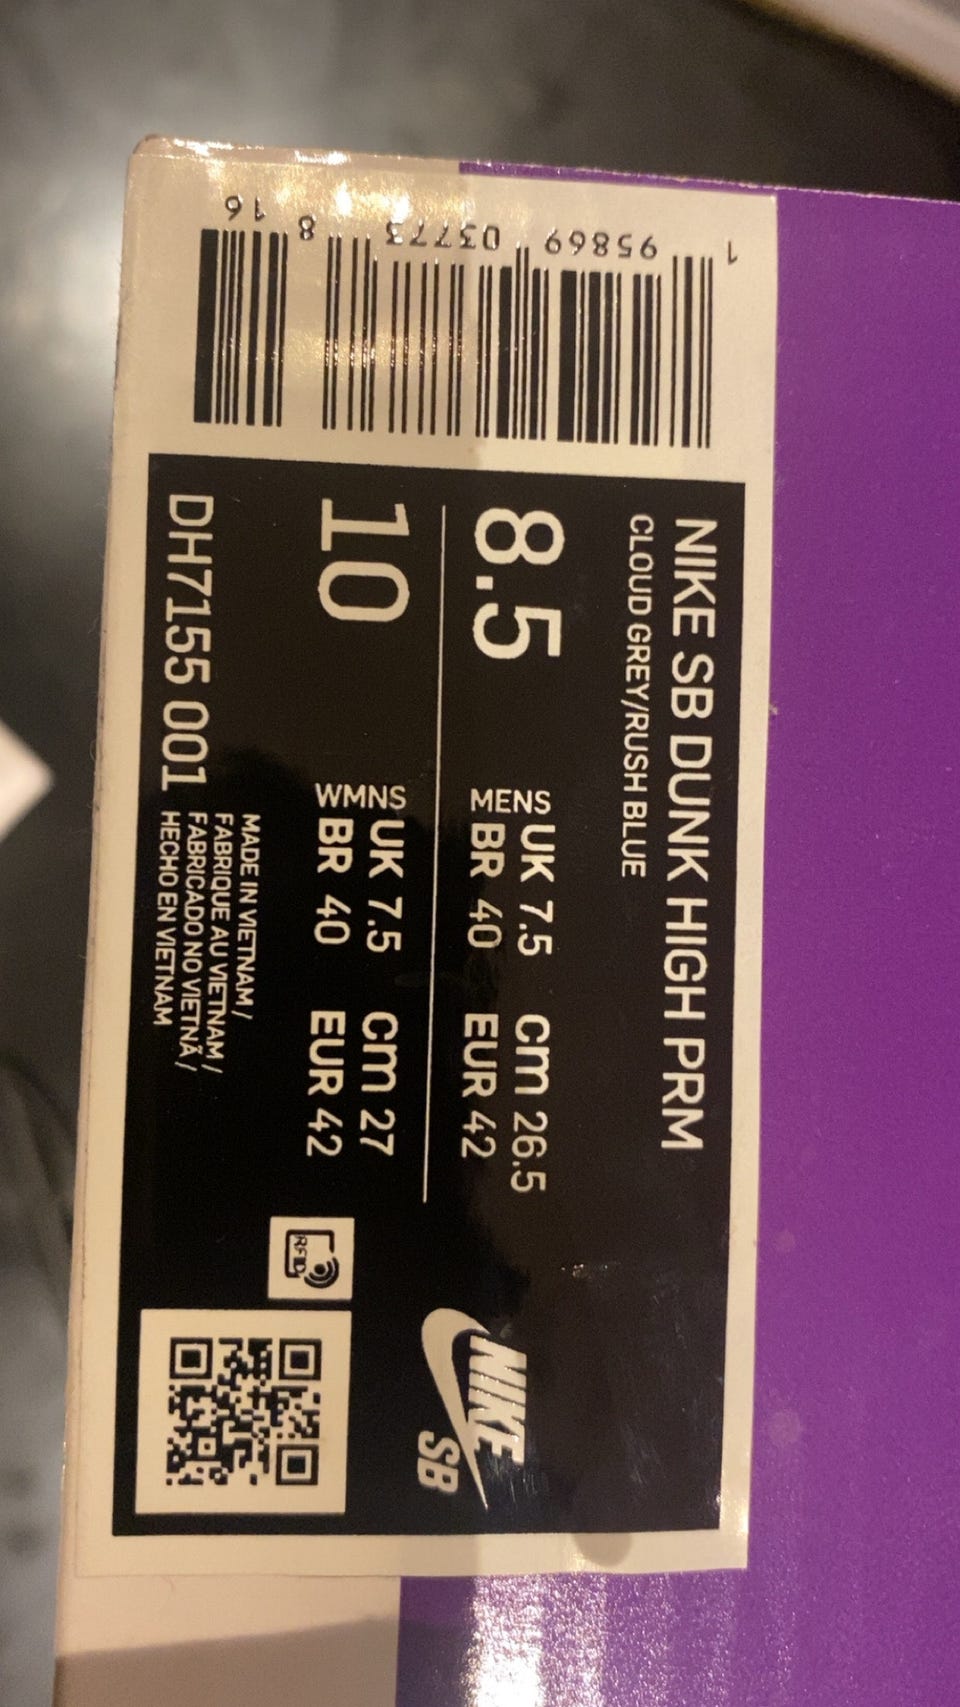 NIKE SB DUNK HIGH PRM
CLOUD GREY/RUSH BLUE
8.5
MENS
UK 7.5 cm 26.5
BR 40 EUR 42
10
WMNS
UK 7.5 cm 27
BR 40 EUR 42
DH7155 001
MADE IN VIETNAM /
FABRIQUE AU VIETNAM /
FABRICADO NO VIETNÃ /
HECHO EN VIETNAM
RFID
NIKE
SB
1 95869 03773 8 16